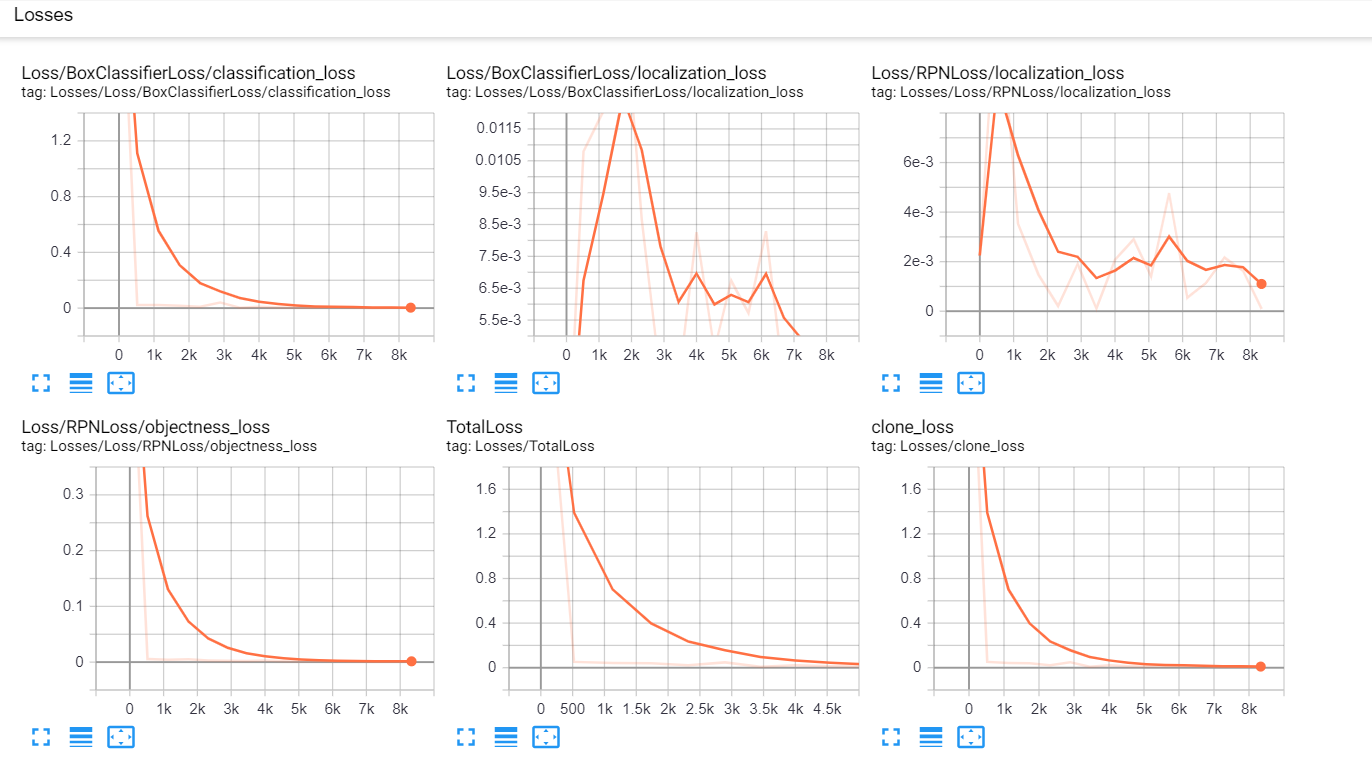 Losses
Loss/BoxClassifierLoss/classification_loss
tag: Losses/Loss/BoxClassifierLoss/classification_loss
1.2
0.8
0.4
0
0 1k 2k 3k 4k 5k 6k 7k 8k
Loss/BoxClassifierLoss/localization_loss
tag: Losses/Loss/BoxClassifierLoss/localization_loss
0.0115
0.0105
9.5e-3
8.5e-3
7.5e-3
6.5e-3
5.5e-3
0 1k 2k 3k 4k 5k 6k 7k 8k
Loss/RPNLoss/localization_loss
tag: Losses/Loss/RPNLoss/localization_loss
6e-3
4e-3
2e-3
0
0 1k 2k 3k 4k 5k 6k 7k 8k
Loss/RPNLoss/objectness_loss
tag: Losses/Loss/RPNLoss/objectness_loss
0.3
0.2
0.1
0
0 1k 2k 3k 4k 5k 6k 7k 8k
TotalLoss
tag: Losses/TotalLoss
1.6
1.2
0.8
0.4
0
0 500 1k 1.5k 2k 2.5k 3k 3.5k 4k 4.5k
clone_loss
tag: Losses/clone_loss
1.6
1.2
0.8
0.4
0
0 1k 2k 3k 4k 5k 6k 7k 8k